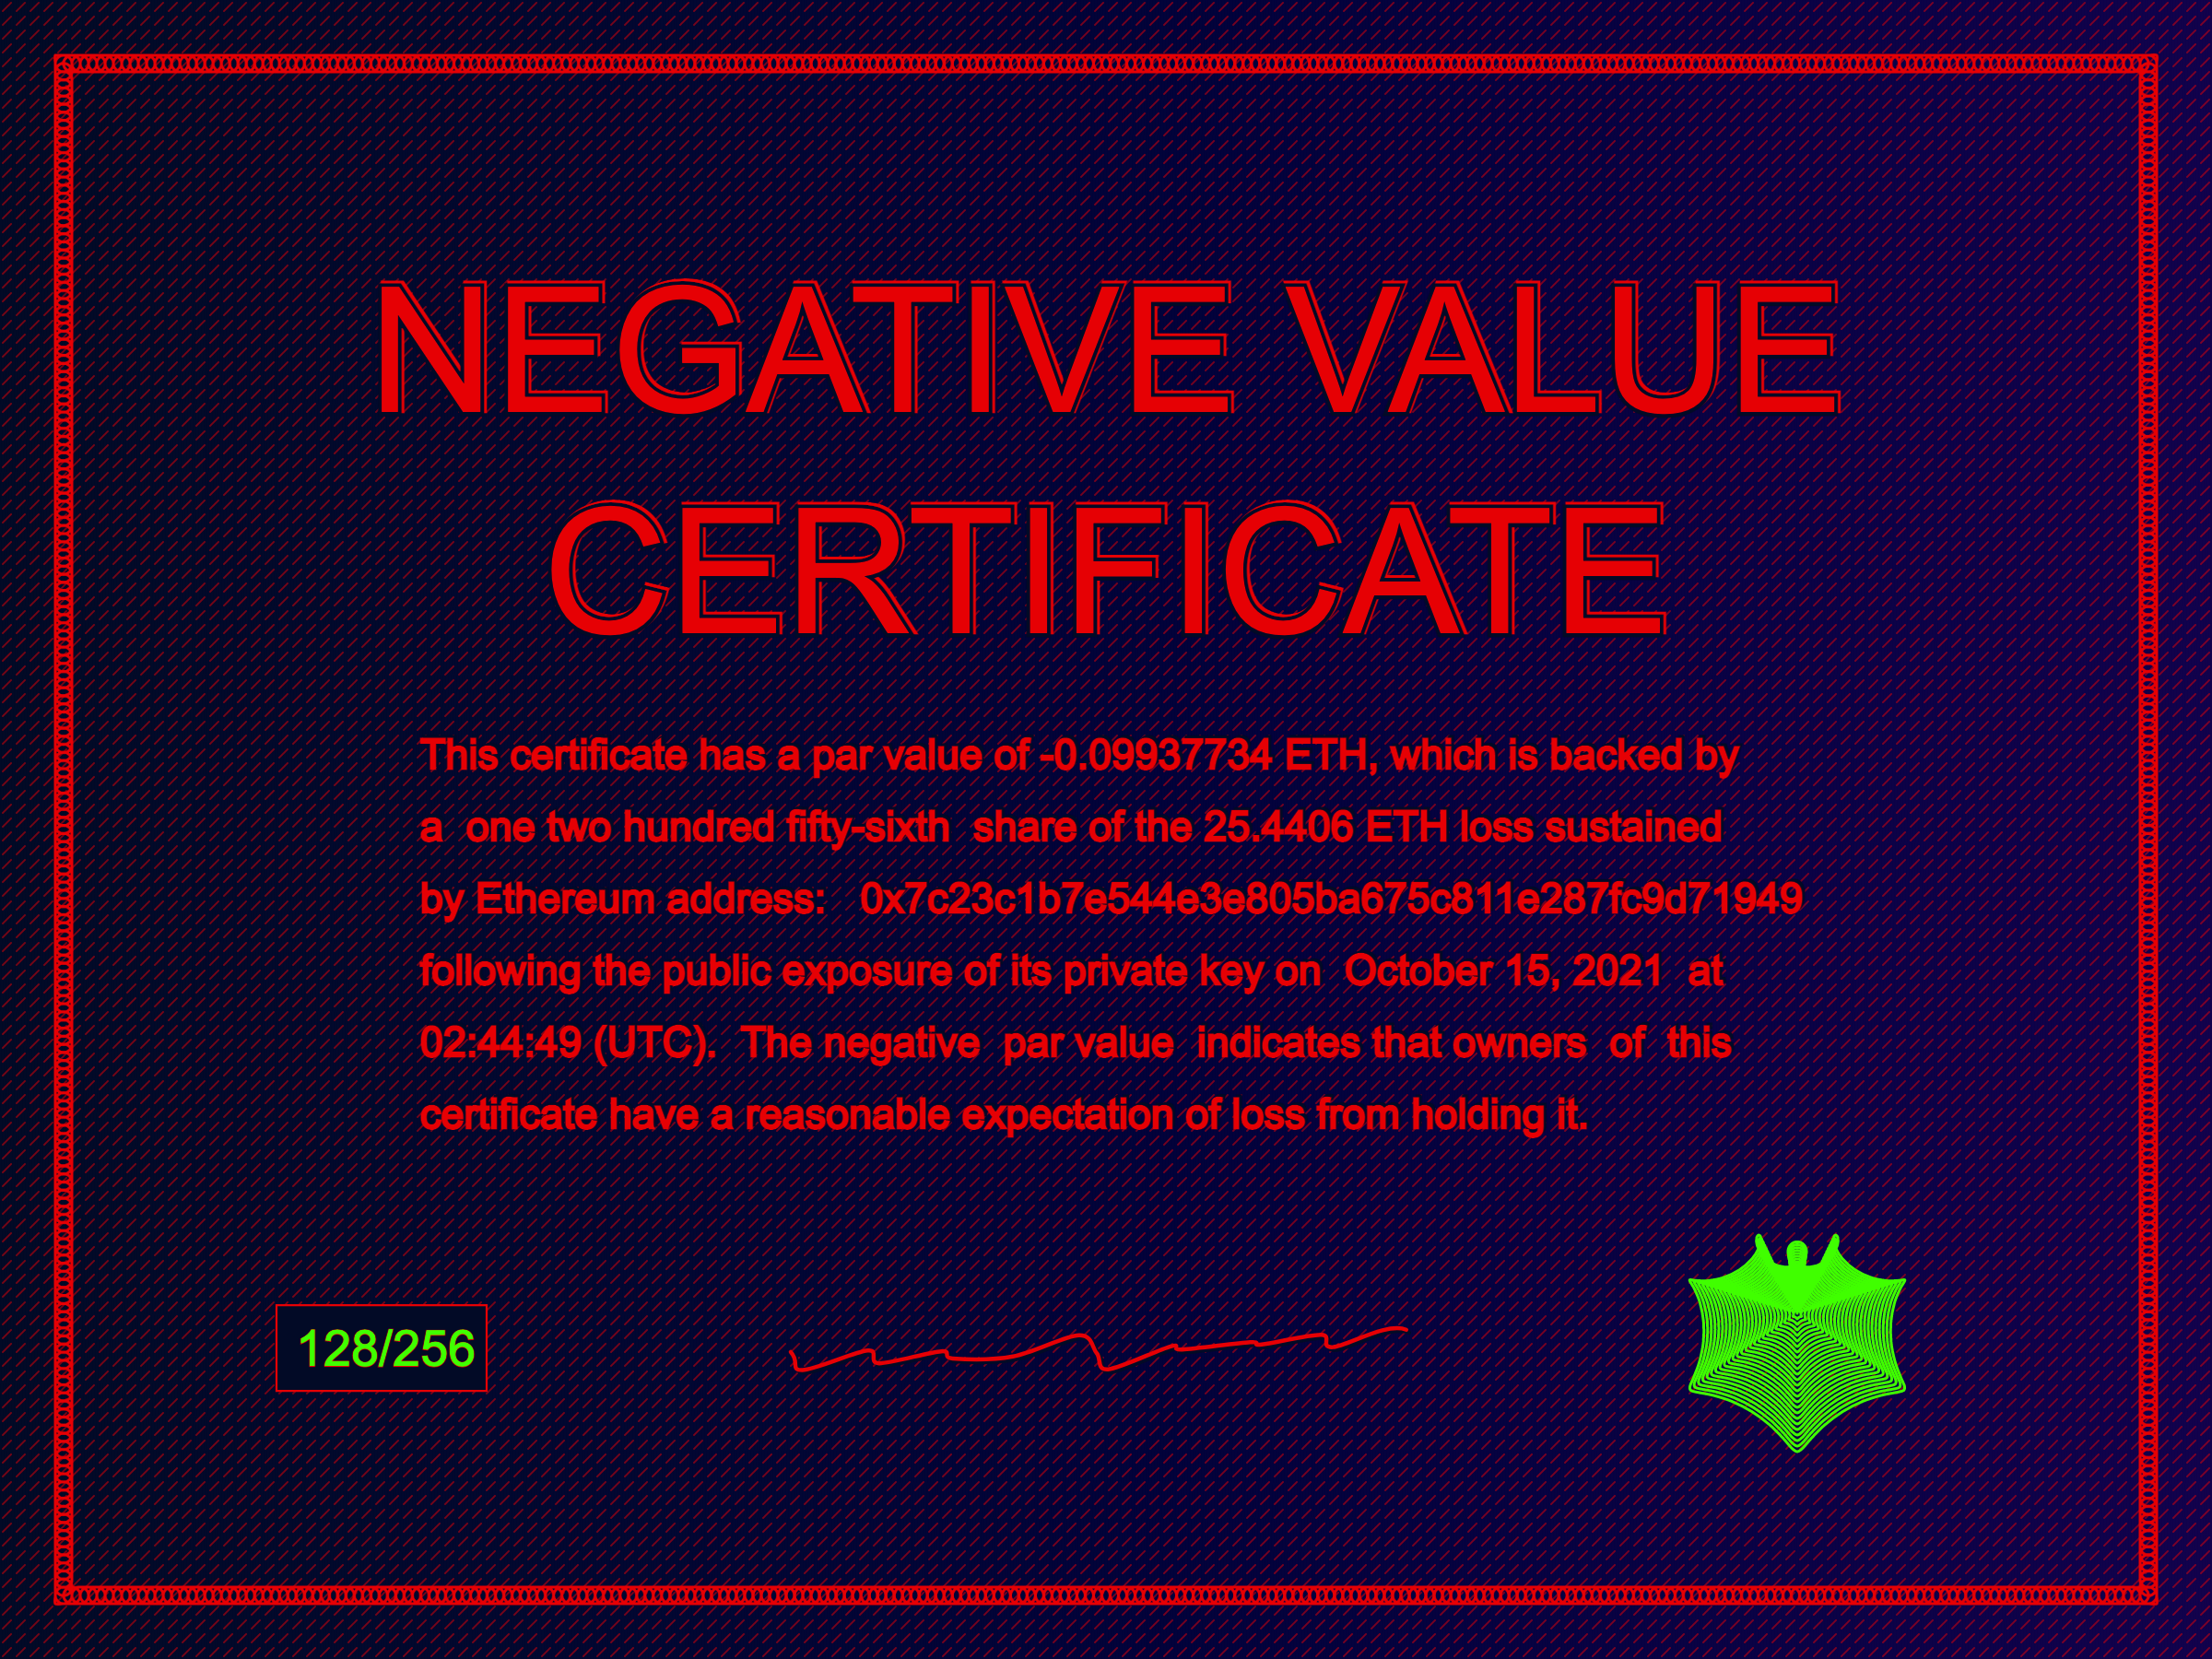 NEGATIVE VALUE
CERTIFICATE
This certificate has a par value of -0.09937734 ETH, which is backed by
a one two hundred fifty-sixth share of the 25.4406 ETH loss sustained
by Ethereum address: 0x7c23c1b7e544e3e805ba675c811e287fc9d71949
following the public exposure of its private key on October 15, 2021 at
02:44:49 (UTC). The negative par value indicates that owners of this
certificate have a reasonable expectation of loss from holding it.
128/256